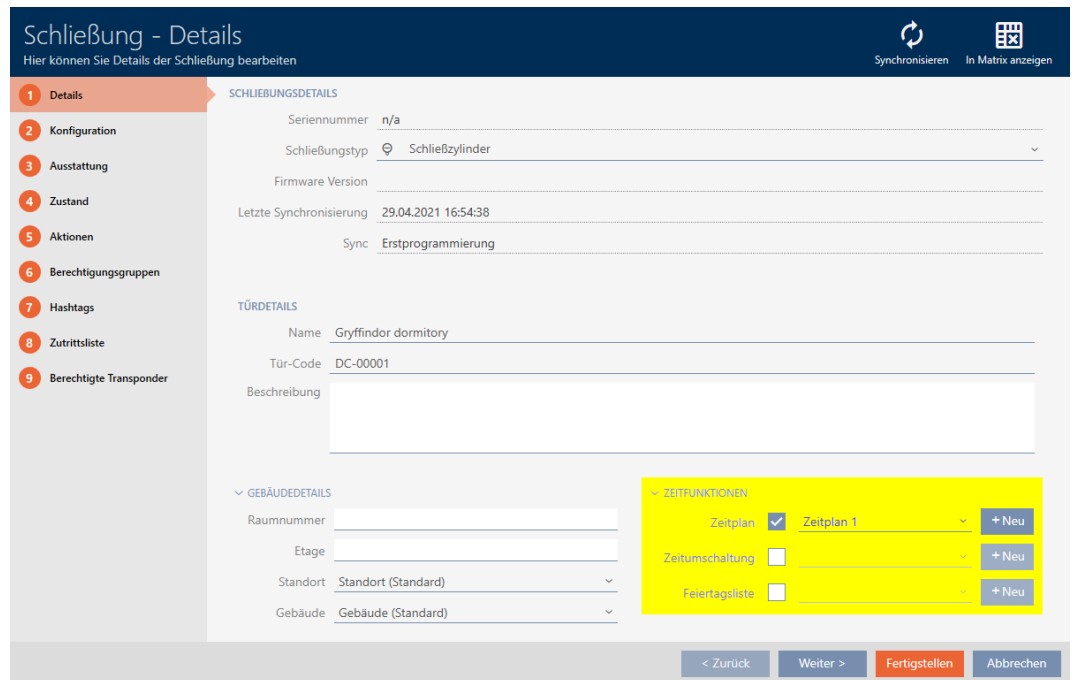 Schließung - Details
Hier können Sie Details der Schließung bearbeiten
Synchronisieren
In Matrix anzeigen
1 Details
2 Konfiguration
3 Ausstattung
4 Zustand
5 Aktionen
6 Berechtigungsgruppen
7 Hashtags
8 Zutrittsliste
9 Berechtigte Transponder
SCHLIEßUNGSDETAILS
Seriennummer n/a
Schließungstyp Schließzylinder
Firmware Version
Letzte Synchronisierung 29.04.2021 16:54:38
Sync Erstprogrammierung
TÜRDETAILS
Name Gryffindor dormitory
Tür-Code DC-00001
Beschreibung
GEBÄUDEDETAILS
Raumnummer
Etage
Standort Standort (Standard)
Gebäude Gebäude (Standard)
ZEITFUNKTIONEN
Zeitplan Zeitplan 1 +Neu
Zeitumschaltung +Neu
Feiertagsliste +Neu
< Zurück
Weiter >
Fertigstellen
Abbrechen